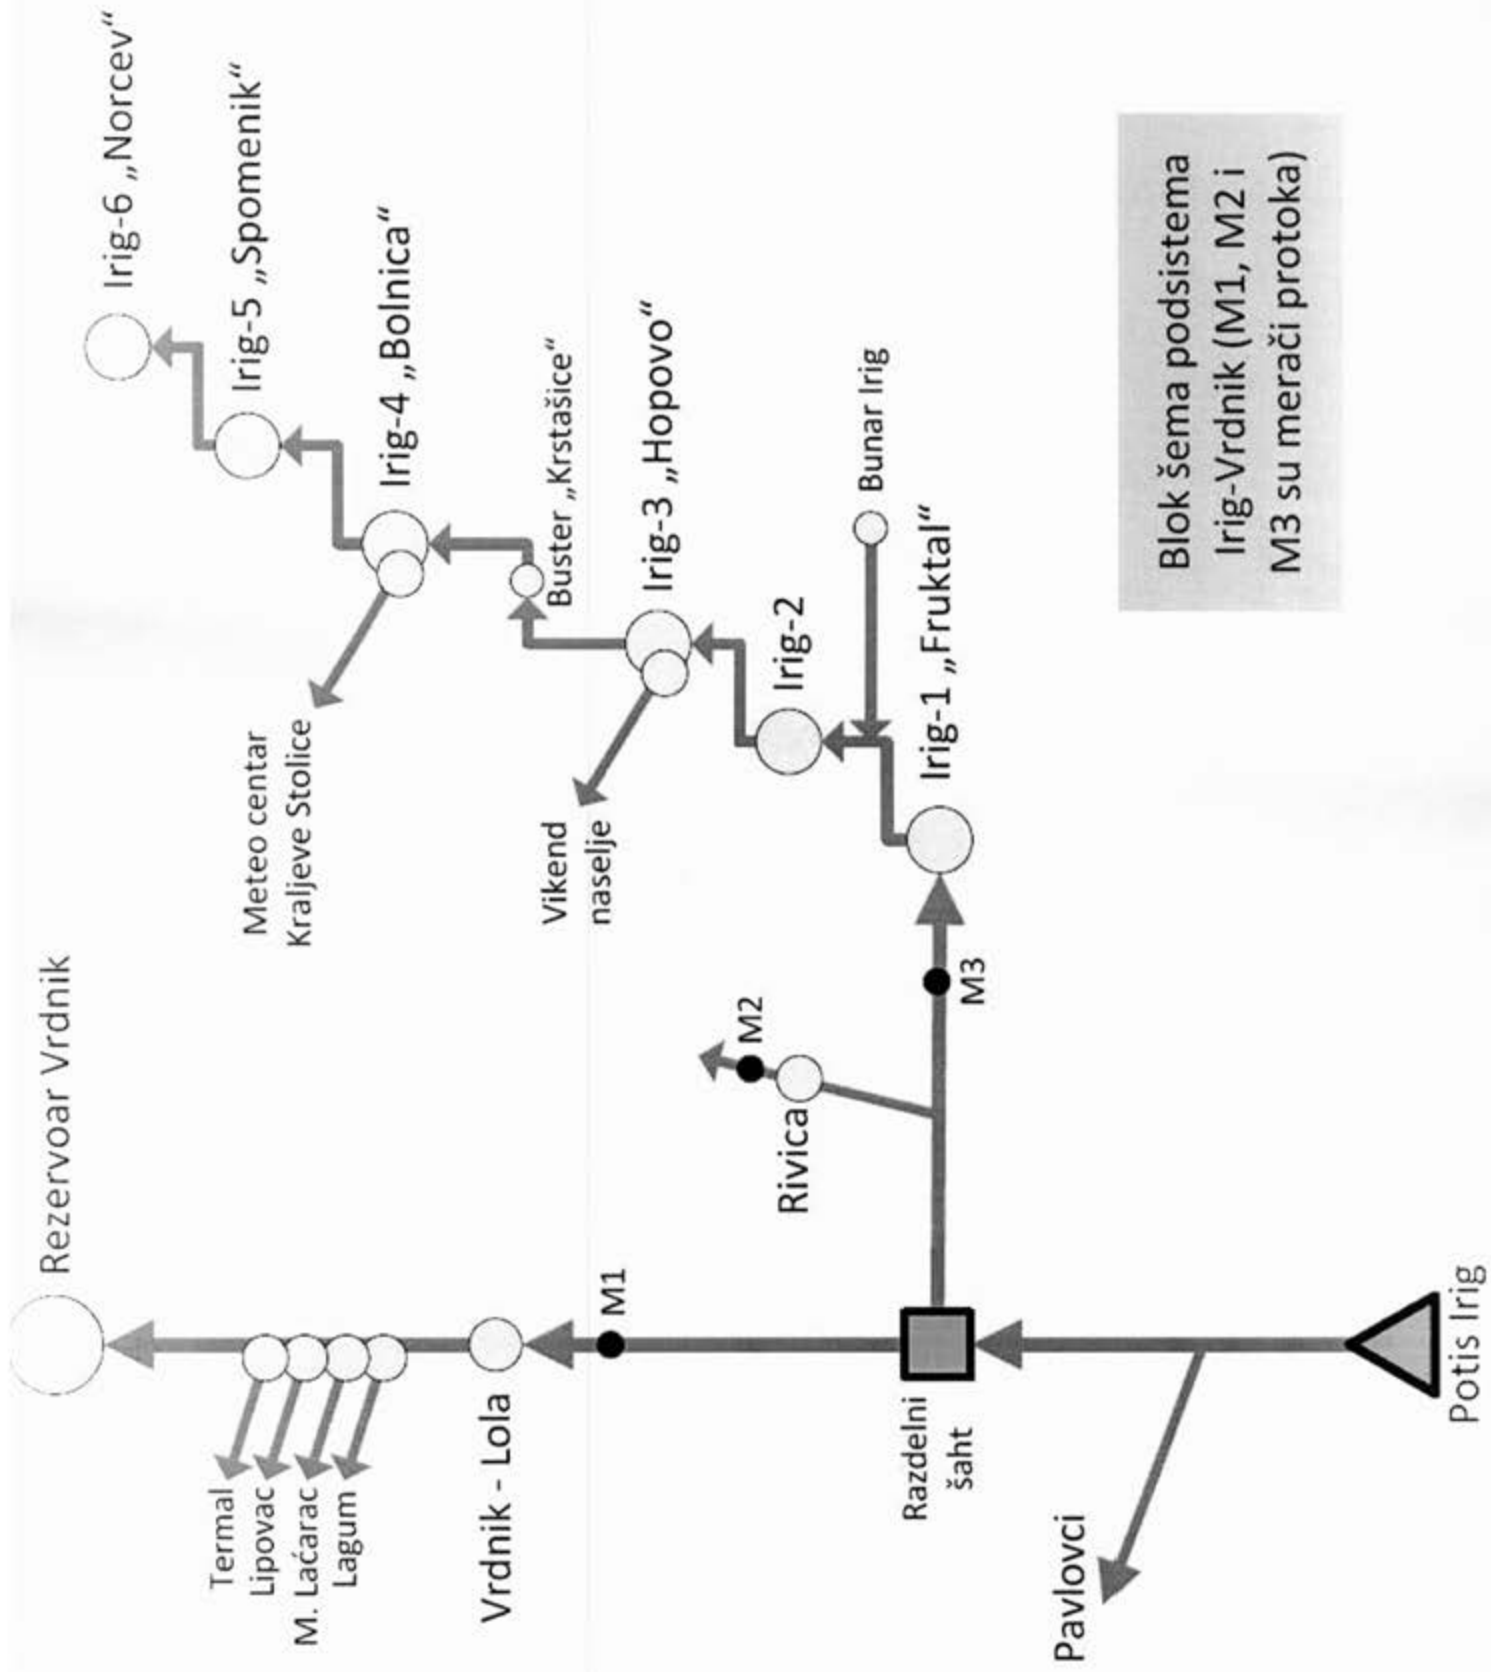 Rezervoar Vrdnik
Termal
Lipovac
M. Laćarac
Lagum
Vrdnik - Lola
M1
Razdelni
šaht
Pavlovci
Potis Irig
Rivica
M2
M3
Irig-1 „Fruktal“
Bunar Irig
Irig-2
Irig-3 „Hopovo“
Vikend
naselje
Buster „Krstašice“
Irig-4 „Bolnica“
Meteo centar
Kraljeve Stolice
Irig-5 „Spomenik“
Irig-6 „Norcev“
Blok šema podsistema
Irig-Vrdnik (M1, M2 i
M3 su merači protoka)